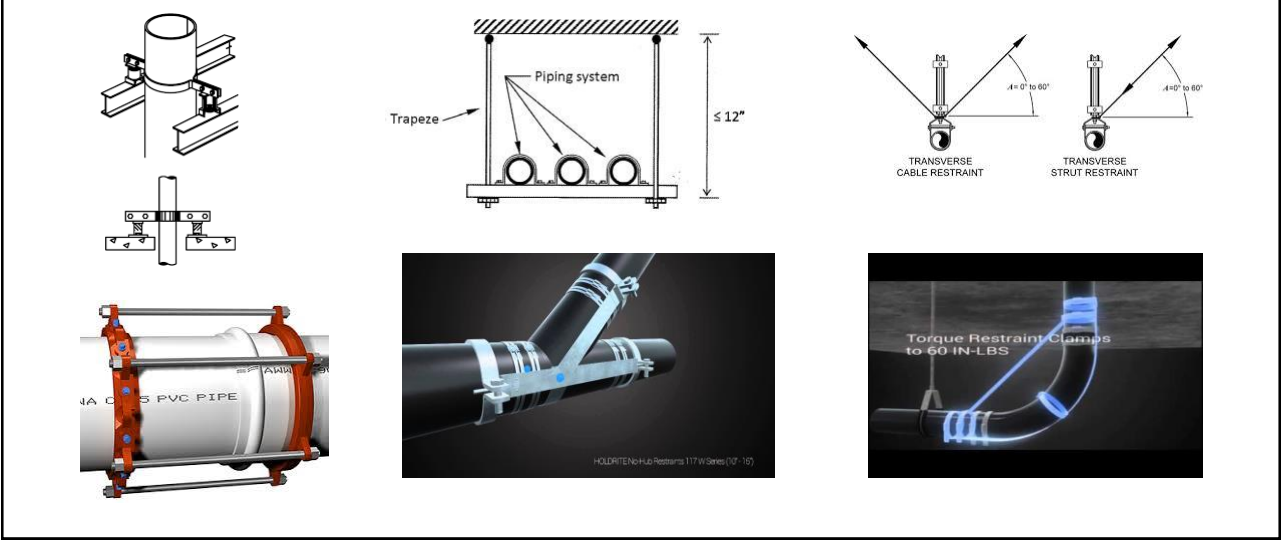 Piping system
Trapeze
≤ 12”
A= 0° to 60°
A=0° to 60°
TRANSVERSE
CABLE RESTRAINT
TRANSVERSE
STRUT RESTRAINT
PVC PIPE
HOLDRITE No-Hub Restraints 117 W Series (10" - 15")
Torque Restraint Clamps
to 60 IN-LBS